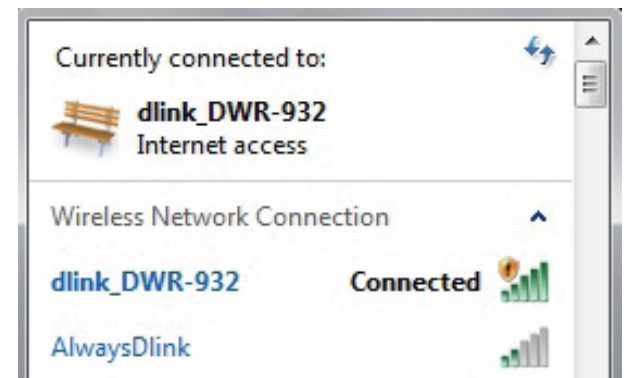 Currently connected to:
dlink_DWR-932
Internet access
Wireless Network Connection
dlink_DWR-932 Connected
AlwaysDlink